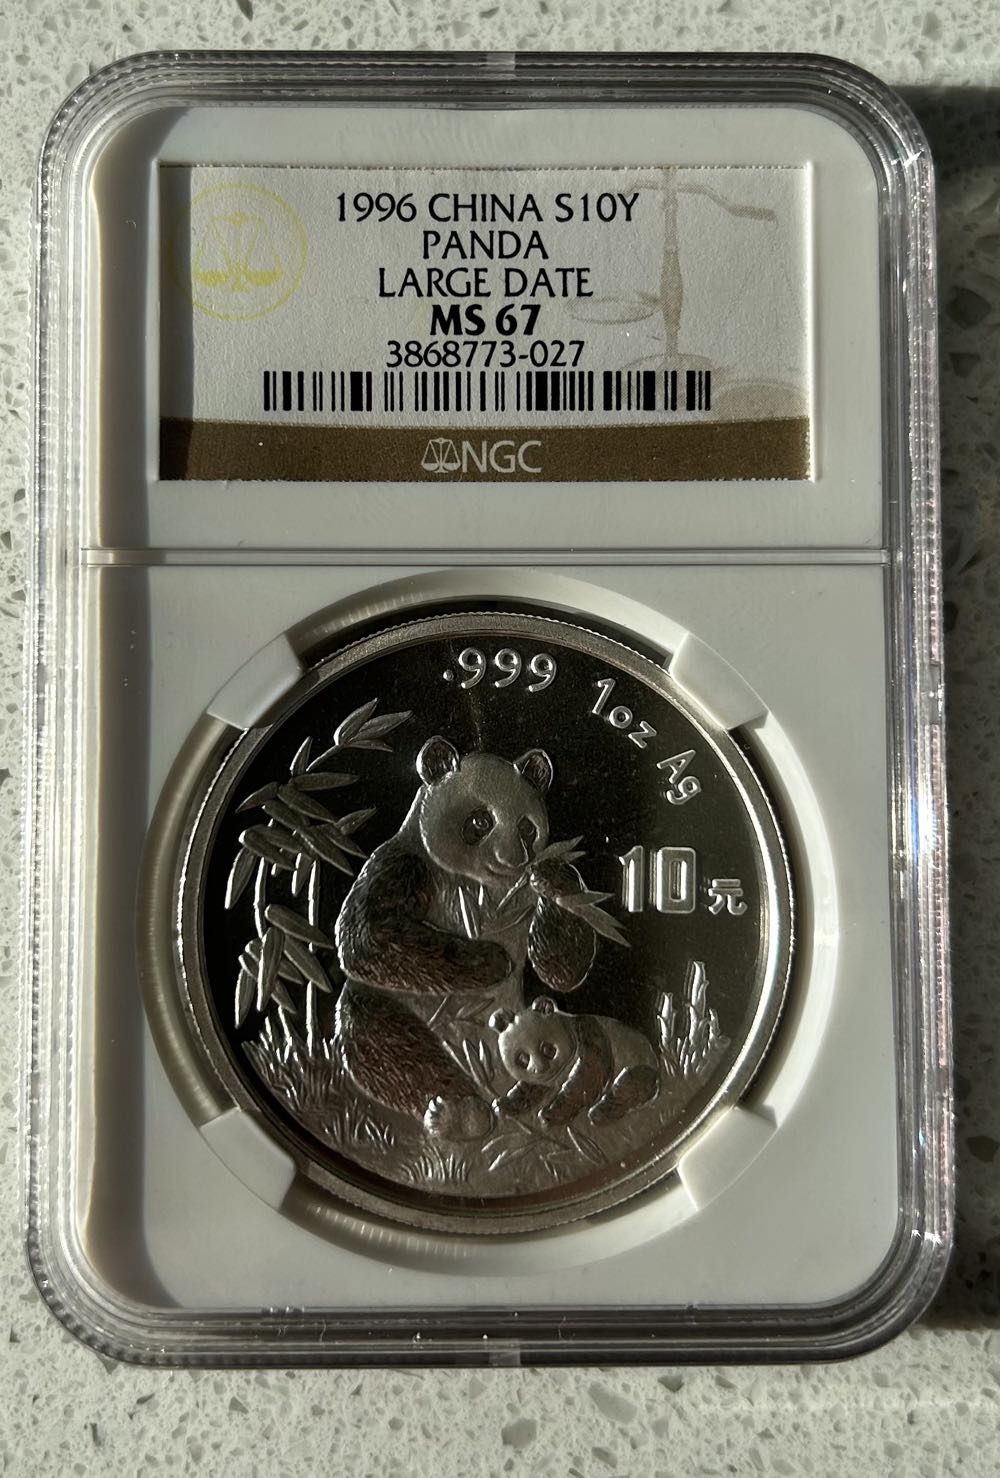 1996 CHINA S10Y
PANDA
LARGE DATE
MS 67
3868773-027
NGC
.999 1oz Ag
10元